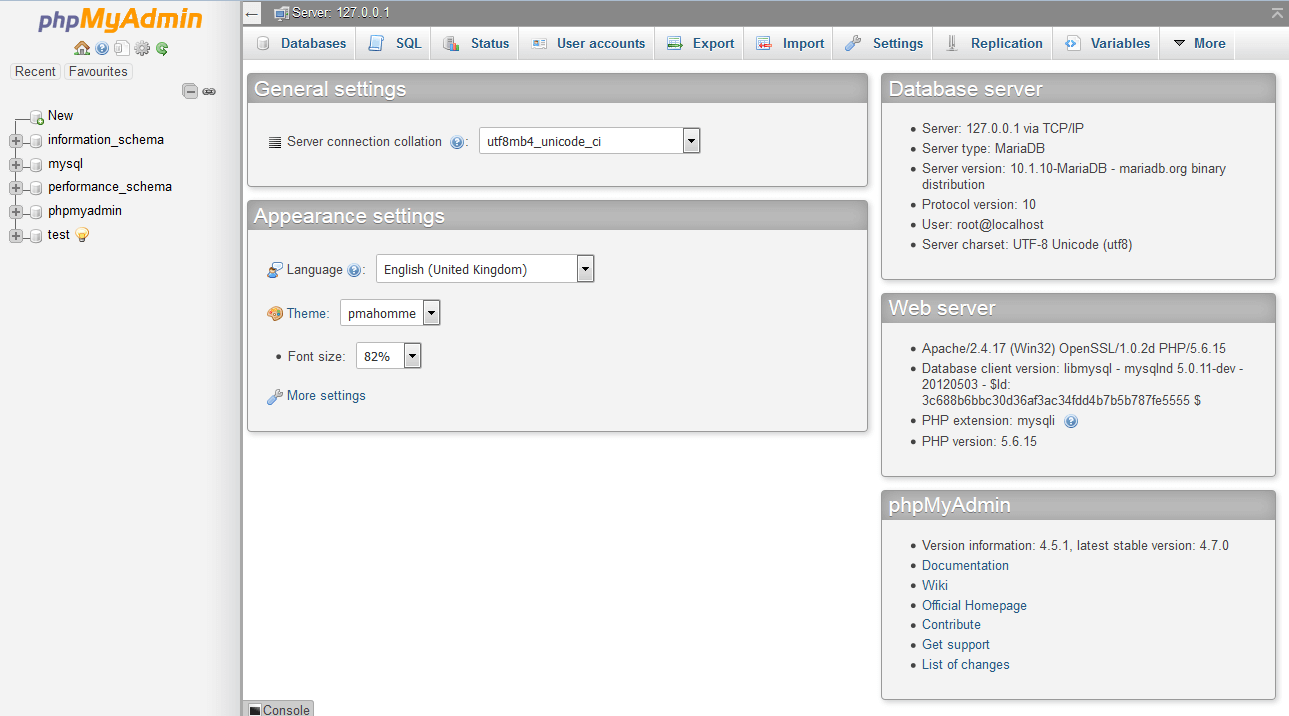 phpMyAdmin
Recent Favourites
New
information_schema
mysql
performance_schema
phpmyadmin
test
Server: 127.0.0.1
Databases SQL Status User accounts Export Import Settings Replication Variables More
General settings
Server connection collation : utf8mb4_unicode_ci
Appearance settings
Language : English (United Kingdom)
Theme: pmahomme
Font size: 82%
More settings
Console
Database server
Server: 127.0.0.1 via TCP/IP
Server type: MariaDB
Server version: 10.1.10-MariaDB - mariadb.org binary
distribution
Protocol version: 10
User: root@localhost
Server charset: UTF-8 Unicode (utf8)
Web server
Apache/2.4.17 (Win32) OpenSSL/1.0.2d PHP/5.6.15
Database client version: libmysql - mysqlnd 5.0.11-dev -
20120503 - $Id:
3c688b6bbc30d36af3ac34fdd4b7b5b787fe5555 $
PHP extension: mysqli
PHP version: 5.6.15
phpMyAdmin
Version information: 4.5.1, latest stable version: 4.7.0
Documentation
Wiki
Official Homepage
Contribute
Get support
List of changes